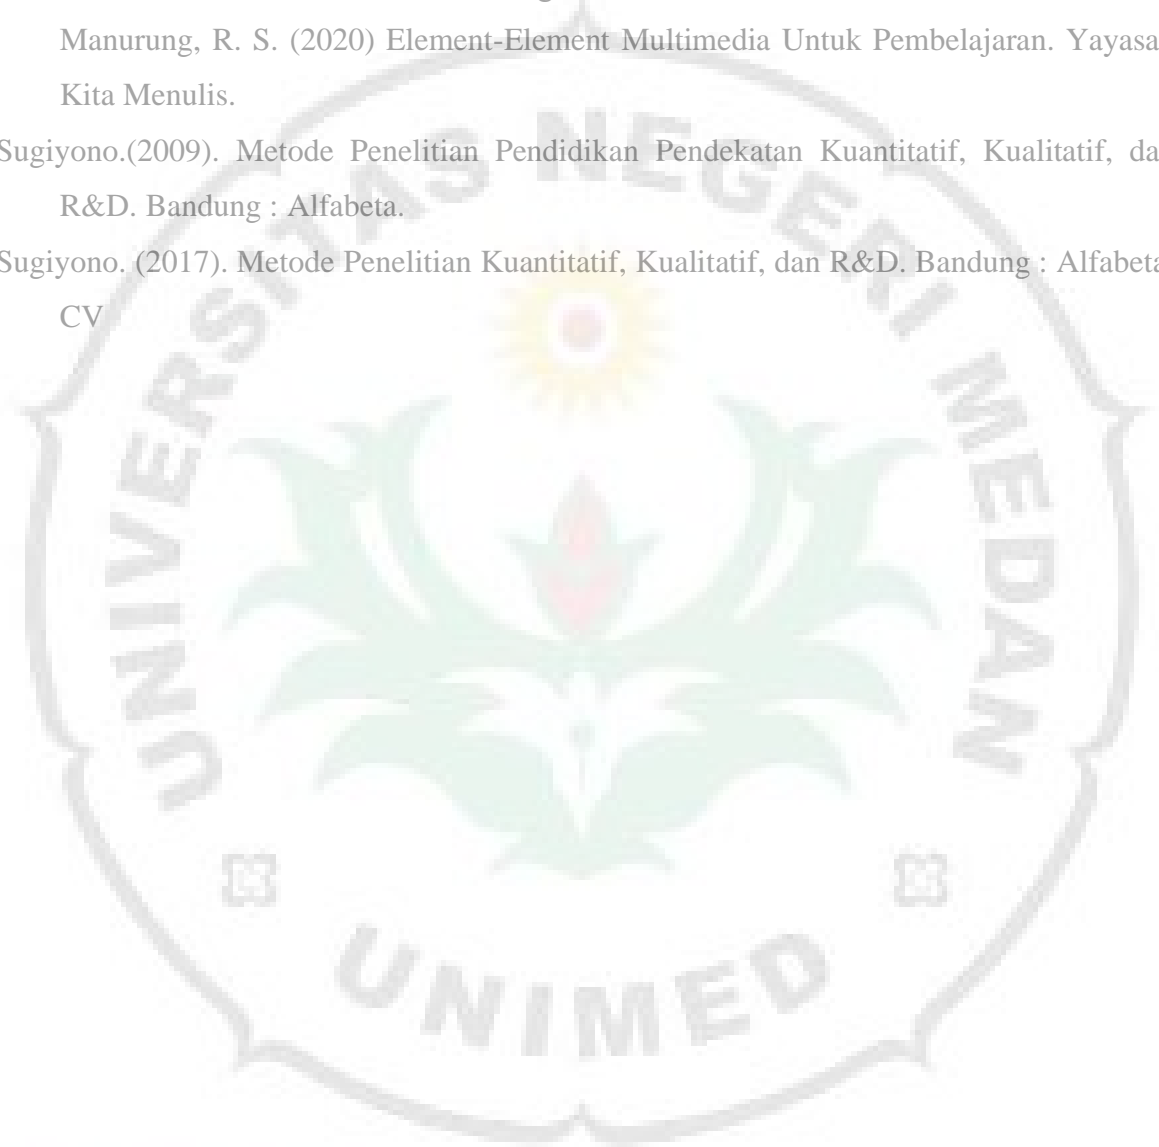 Manurung, R. S. (2020) Element-Element Multimedia Untuk Pembelajaran. Yayasa
Kita Menulis.
Sugiyono.(2009). Metode Penelitian Pendidikan Pendekatan Kuantitatif, Kualitatif, da
R&D. Bandung : Alfabeta.
Sugiyono. (2017). Metode Penelitian Kuantitatif, Kualitatif, dan R&D. Bandung : Alfabeta
CV
UNIVERSITAS NEGERI MEDAN
UNIMED